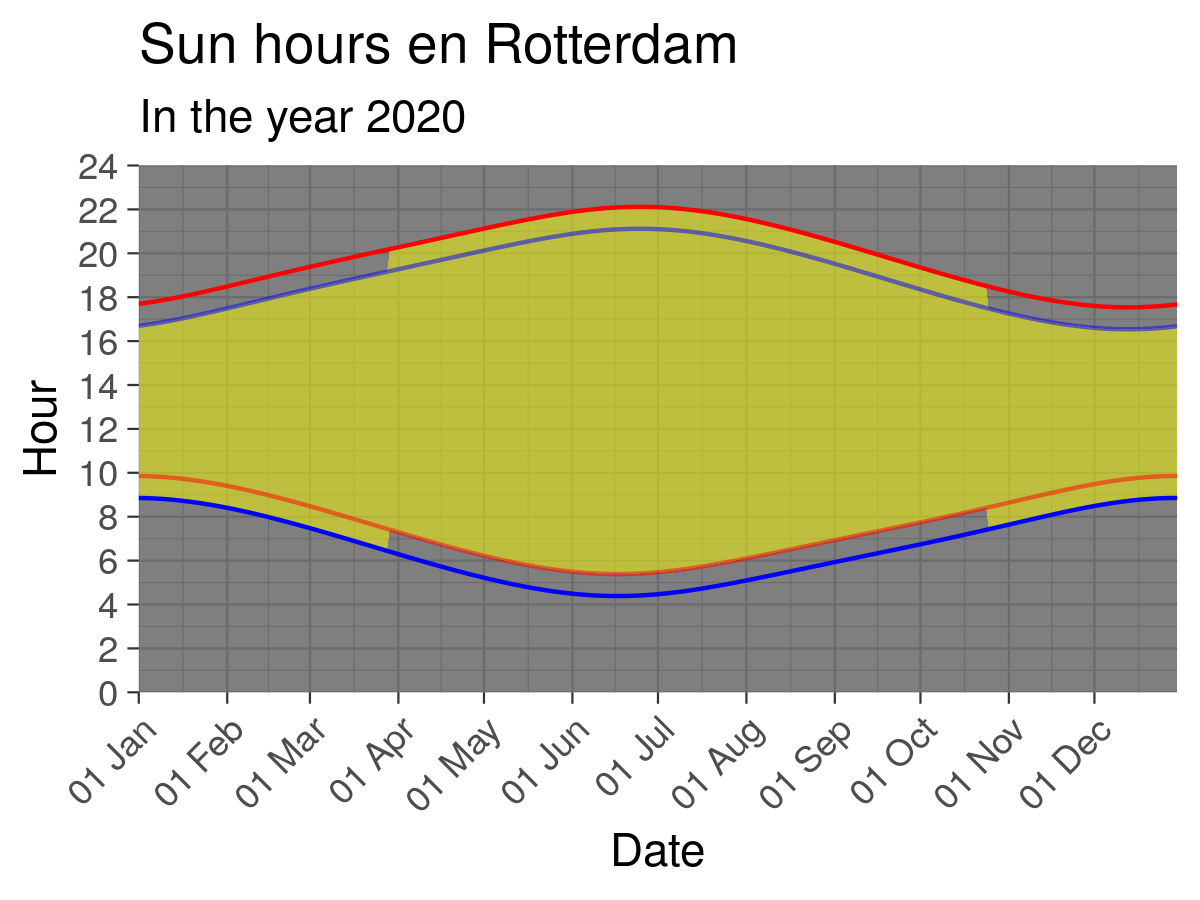 Sun hours en Rotterdam
In the year 2020
24
22
20
18
16
14
12
10
8
6
4
2
0
Hour
01 Jan
01 Feb
01 Mar
01 Apr
01 May
01 Jun
01 Jul
01 Aug
01 Sep
01 Oct
01 Nov
01 Dec
Date